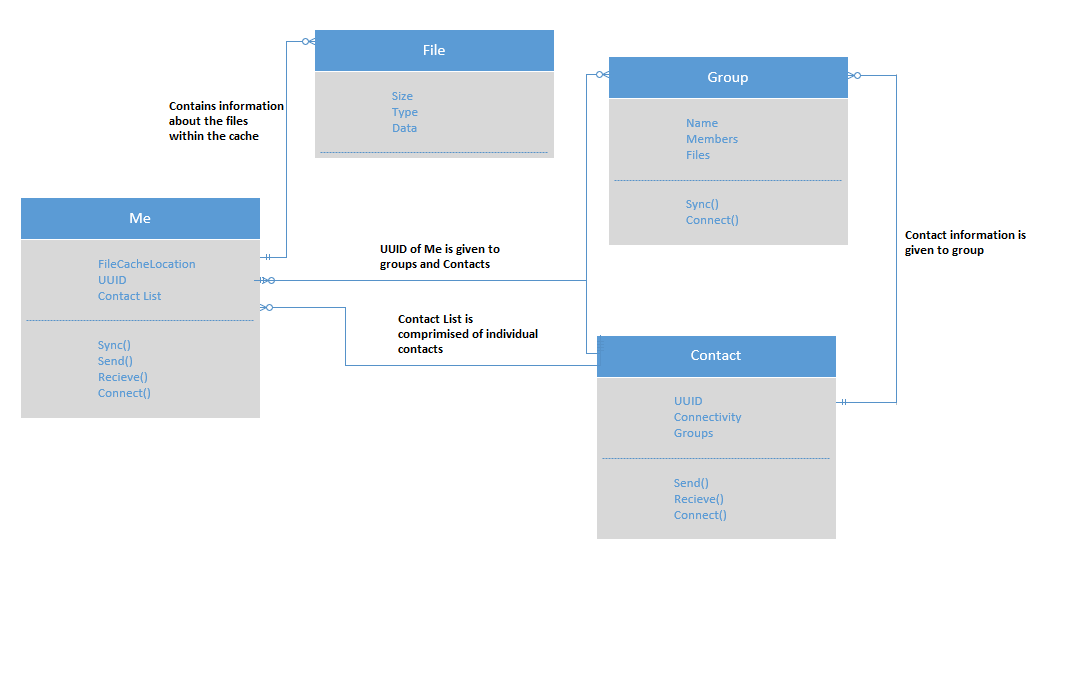 File
Size
Type
Data
Contains information
about the files
within the cache
Group
Name
Members
Files
Sync()
Connect()
Me
FileCacheLocation
UUID
Contact List
Sync()
Send()
Recieve()
Connect()
UUID of Me is given to
groups and Contacts
Contact information is
given to group
Contact List is
comprimised of individual
contacts
Contact
UUID
Connectivity
Groups
Send()
Recieve()
Connect()